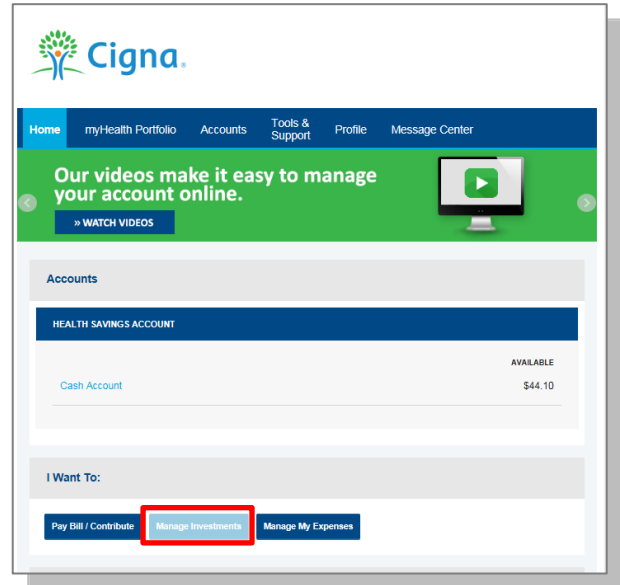 Cigna®
Home myHealth Portfolio Accounts Tools & Support Profile Message Center
Our videos make it easy to manage
your account online.
» WATCH VIDEOS
Accounts
HEALTH SAVINGS ACCOUNT
AVAILABLE
Cash Account $44.10
I Want To:
Pay Bill / Contribute Manage Investments Manage My Expenses